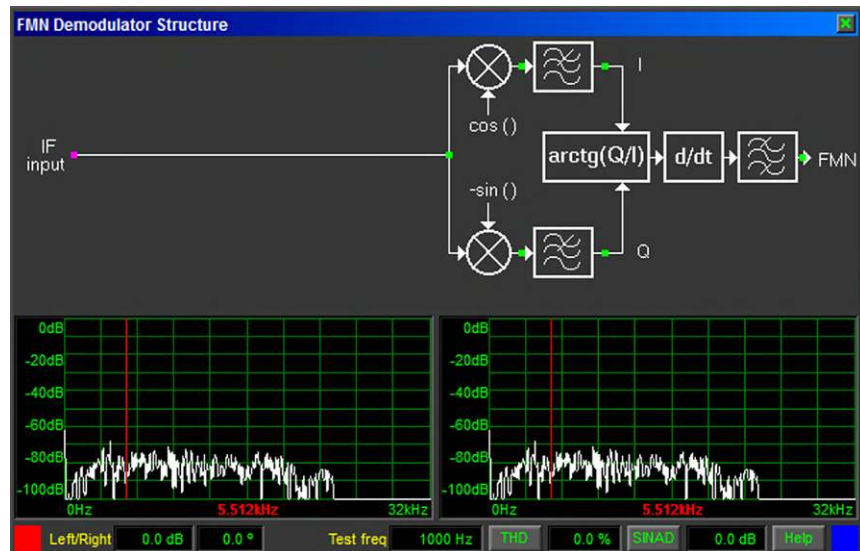 FMN Demodulator Structure
I
cos ()
IF
input
arctg(Q/I)
d/dt
FMN
-sin ()
Q
0dB
-20dB
-40dB
-60dB
-80dB
-100dB
0Hz 5.512kHz 32kHz
0dB
-20dB
-40dB
-60dB
-80dB
-100dB
0Hz 5.512kHz 32kHz
Left/Right 0.0 dB 0.0 º Test freq 1000 Hz THD 0.0 % SINAD 0.0 dB Help